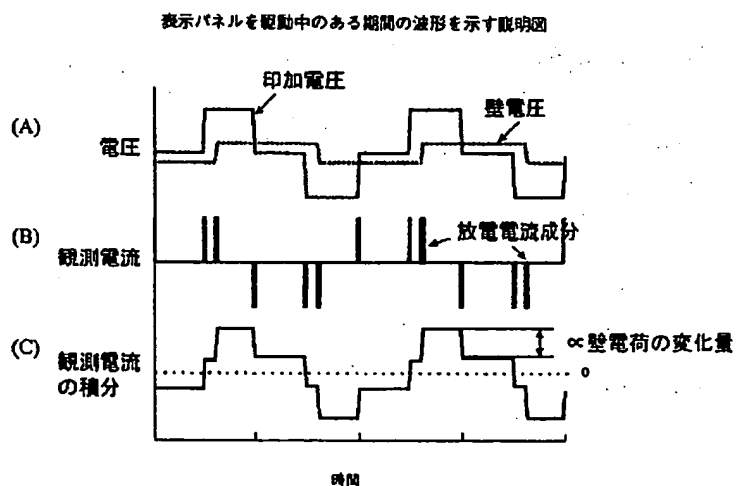 表示パネルを駆動中のある期間の波形を示す説明図
印加電圧
壁電圧
(A)
電圧
(B)
観測電流
放電電流成分
(C)
観測電流
の積分
∝壁電荷の変化量
0
時間